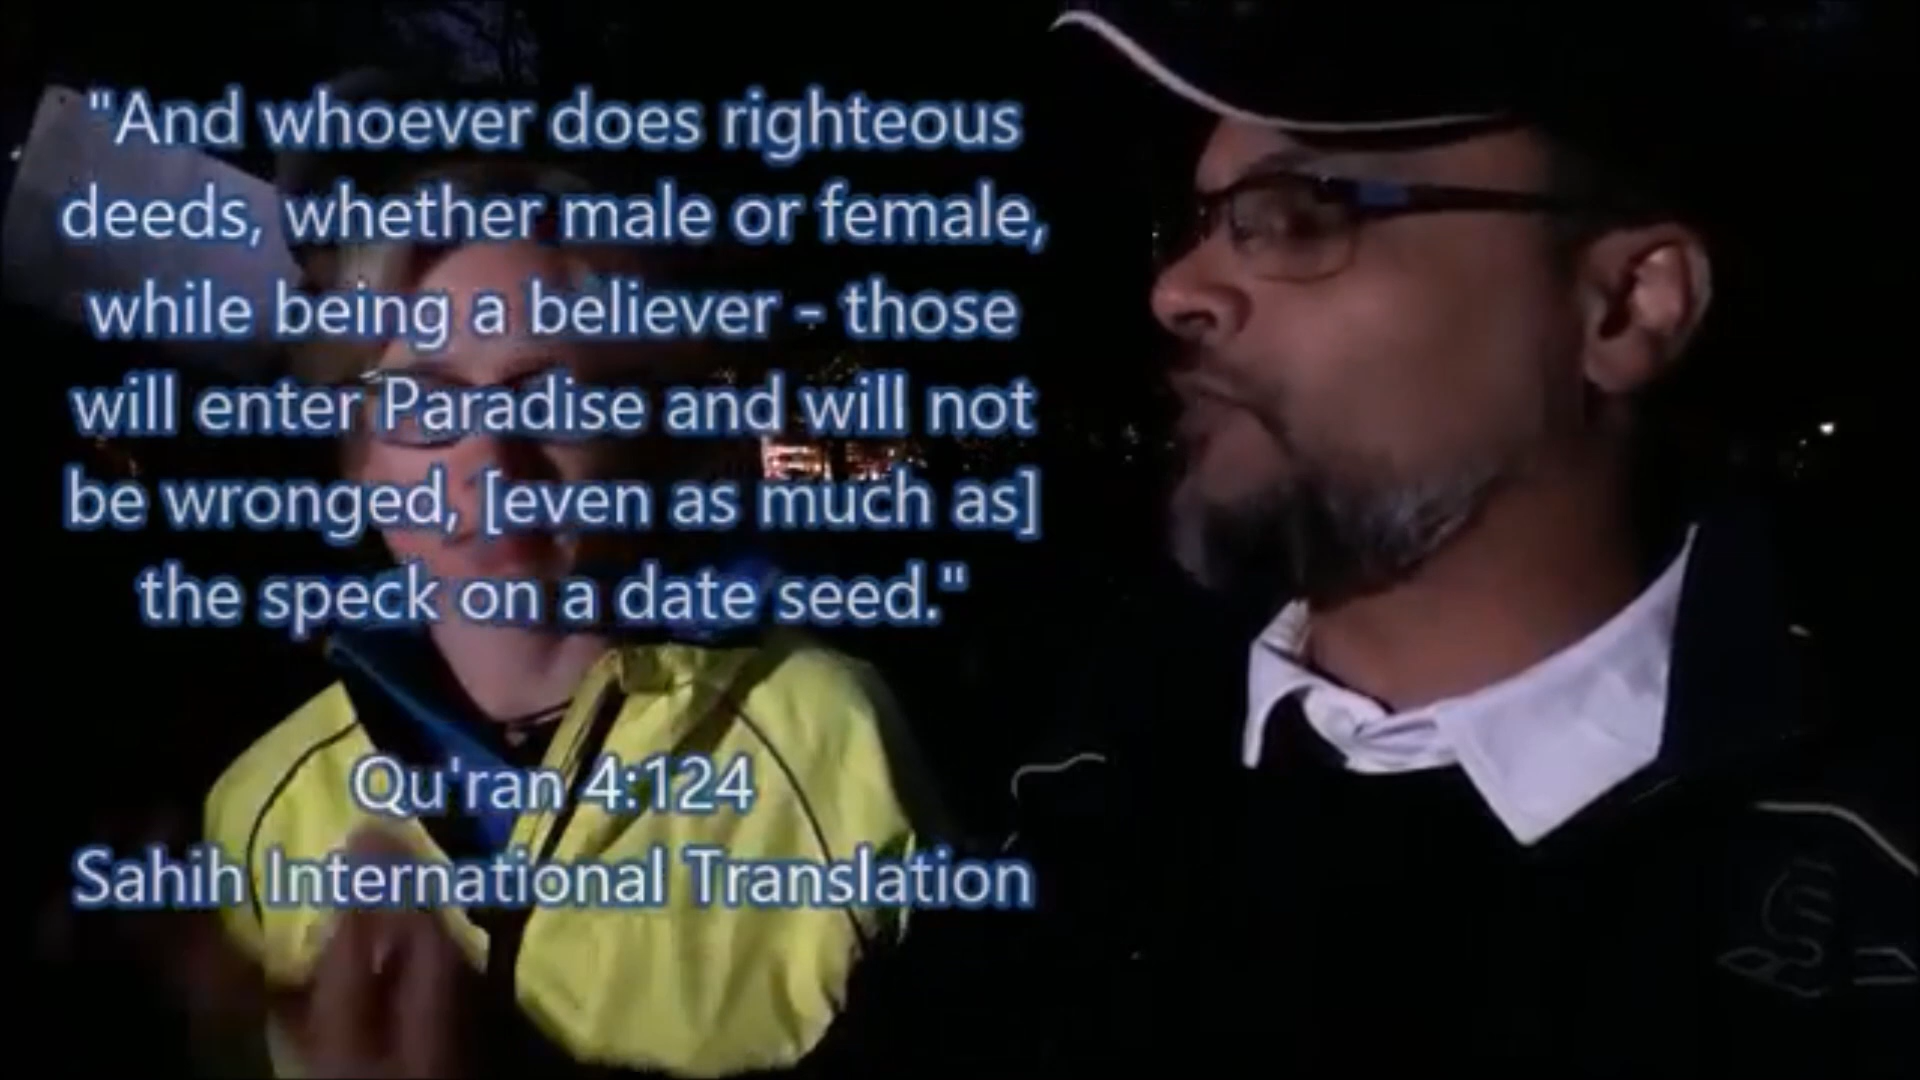 "And whoever does righteous
deeds, whether male or female,
while being a believer - those
will enter Paradise and will not
be wronged, [even as much as]
the speck on a date seed."
Qu'ran 4:124
Sahih International Translation